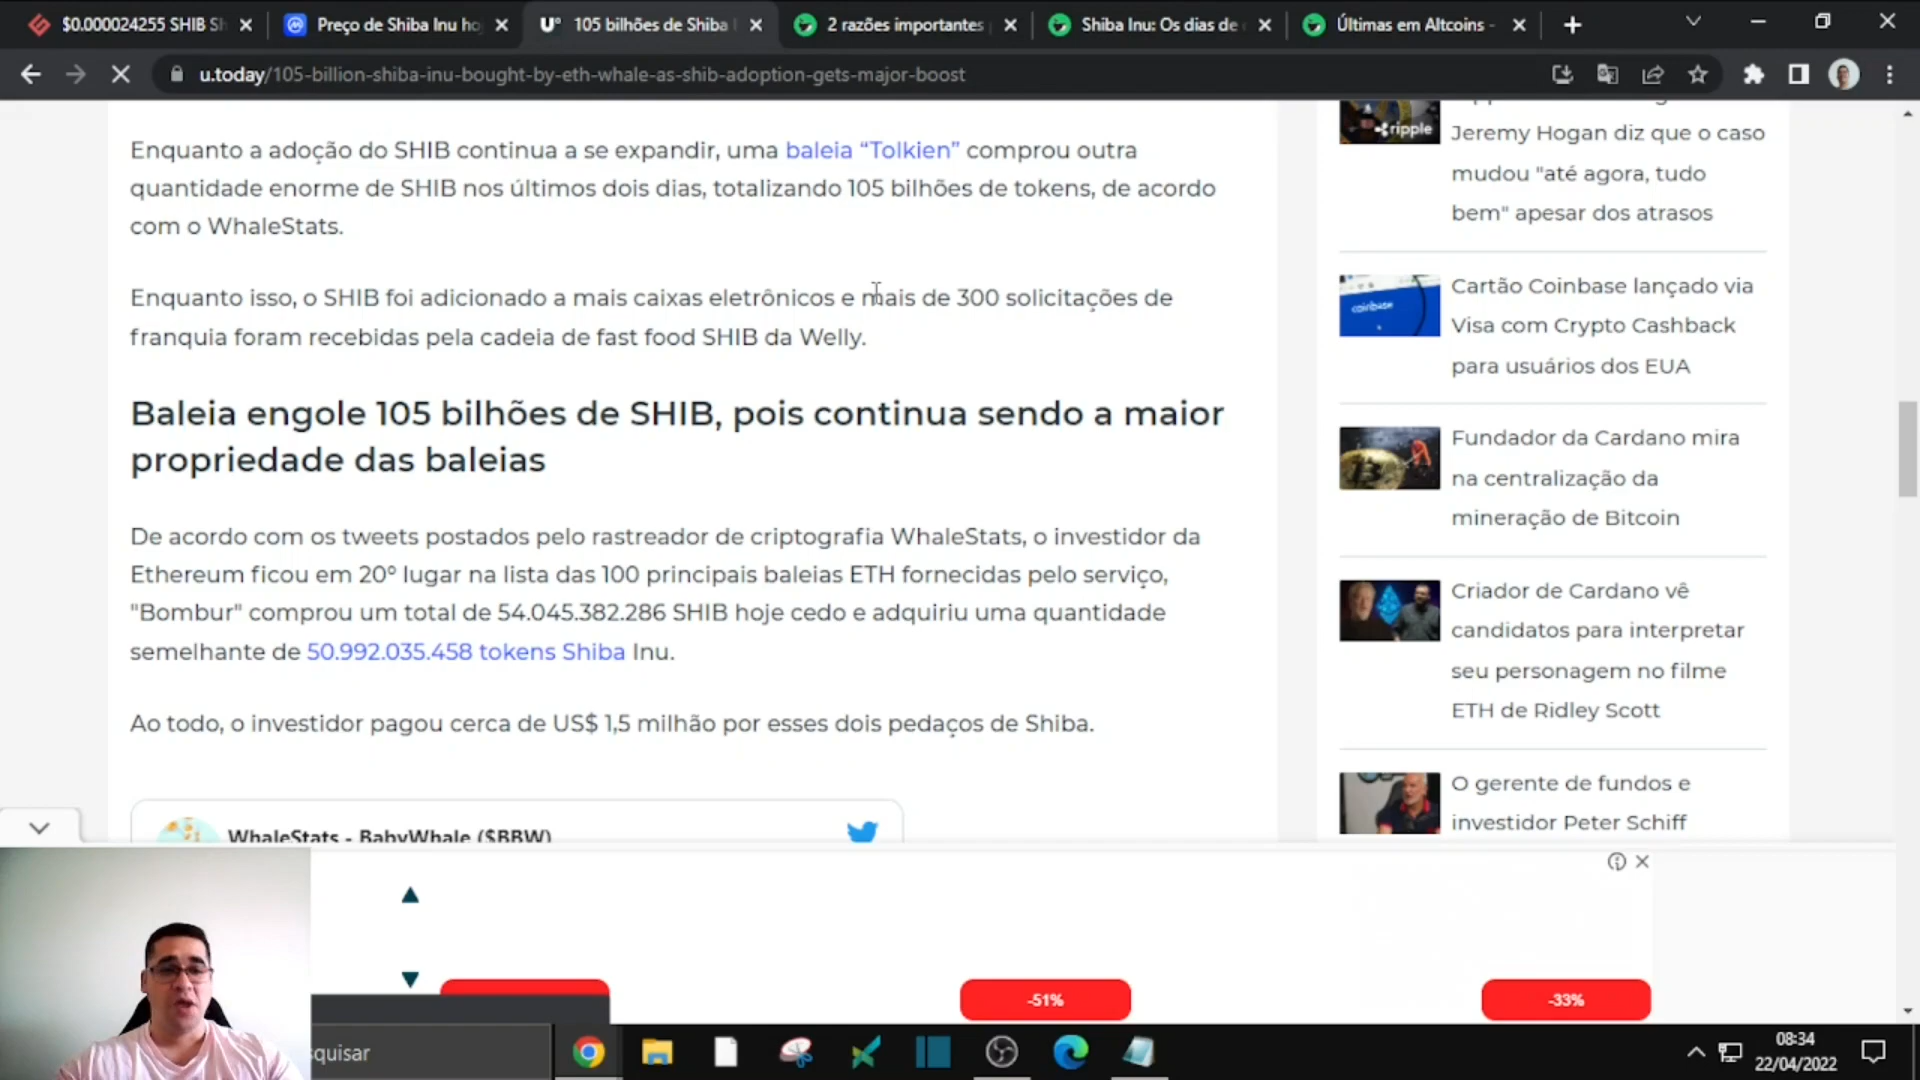 $0.000024255 SHIB
Preço de Shiba Inu ho
U° 105 bilhões de Shiba
2 razões importantes
Shiba Inu: Os dias de
Últimas em Altcoins -
u.today/105-billion-shiba-inu-bought-by-eth-whale-as-shib-adoption-gets-major-boost
Enquanto a adoção do SHIB continua a se expandir, uma baleia “Tolkien” comprou outra
quantidade enorme de SHIB nos últimos dois dias, totalizando 105 bilhões de tokens, de acordo
com o WhaleStats.
Enquanto isso, o SHIB foi adicionado a mais caixas eletrônicos e mais de 300 solicitações de
franquia foram recebidas pela cadeia de fast food SHIB da Welly.
Baleia engole 105 bilhões de SHIB, pois continua sendo a maior
propriedade das baleias
De acordo com os tweets postados pelo rastreador de criptografia WhaleStats, o investidor da
Ethereum ficou em 20º lugar na lista das 100 principais baleias ETH fornecidas pelo serviço,
"Bombur" comprou um total de 54.045.382.286 SHIB hoje cedo e adquiriu uma quantidade
semelhante de 50.992.035.458 tokens Shiba Inu.
Ao todo, o investidor pagou cerca de US$ 1,5 milhão por esses dois pedaços de Shiba.
WhaleStats - BabyWhale ($BBW)
ripple
Jeremy Hogan diz que o caso
mudou "até agora, tudo
bem" apesar dos atrasos
coinbase
Cartão Coinbase lançado via
Visa com Crypto Cashback
para usuários dos EUA
Fundador da Cardano mira
na centralização da
mineração de Bitcoin
Criador de Cardano vê
candidatos para interpretar
seu personagem no filme
ETH de Ridley Scott
O gerente de fundos e
investidor Peter Schiff
-51%
-33%
squisar
08:34
22/04/2022